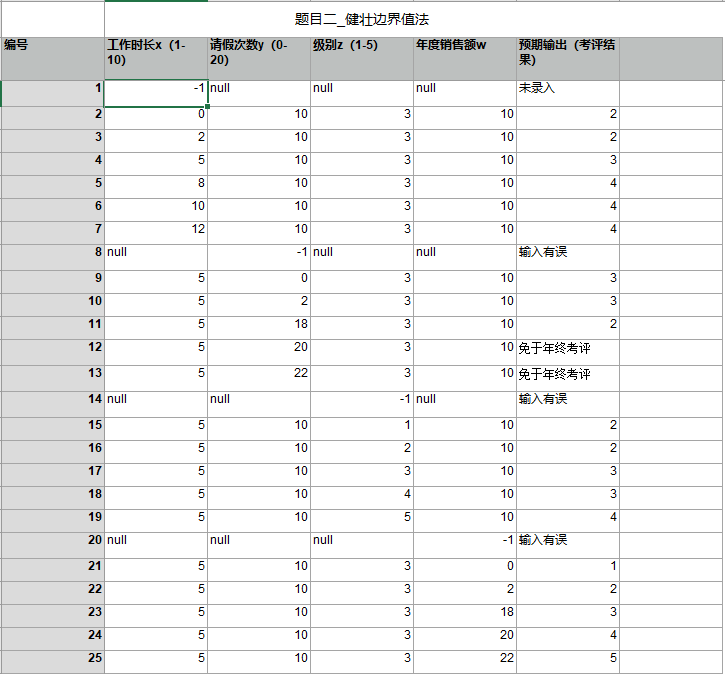 题目二_健壮边界值法
编号 工作时长x（1-10） 请假次数y（0-20） 级别z（1-5） 年度销售额w 预期输出（考评结果）
1 -1 null null null 未录入
2 0 10 3 10 2
3 2 10 3 10 2
4 5 10 3 10 3
5 8 10 3 10 4
6 10 10 3 10 4
7 12 10 3 10 4
8 null -1 null null 输入有误
9 5 0 3 10 3
10 5 2 3 10 3
11 5 18 3 10 2
12 5 20 3 10 免于年终考评
13 5 22 3 10 免于年终考评
14 null null -1 null 输入有误
15 5 10 1 10 2
16 5 10 2 10 2
17 5 10 3 10 3
18 5 10 4 10 3
19 5 10 5 10 4
20 null null null -1 输入有误
21 5 10 3 0 1
22 5 10 3 2 2
23 5 10 3 18 3
24 5 10 3 20 4
25 5 10 3 22 5